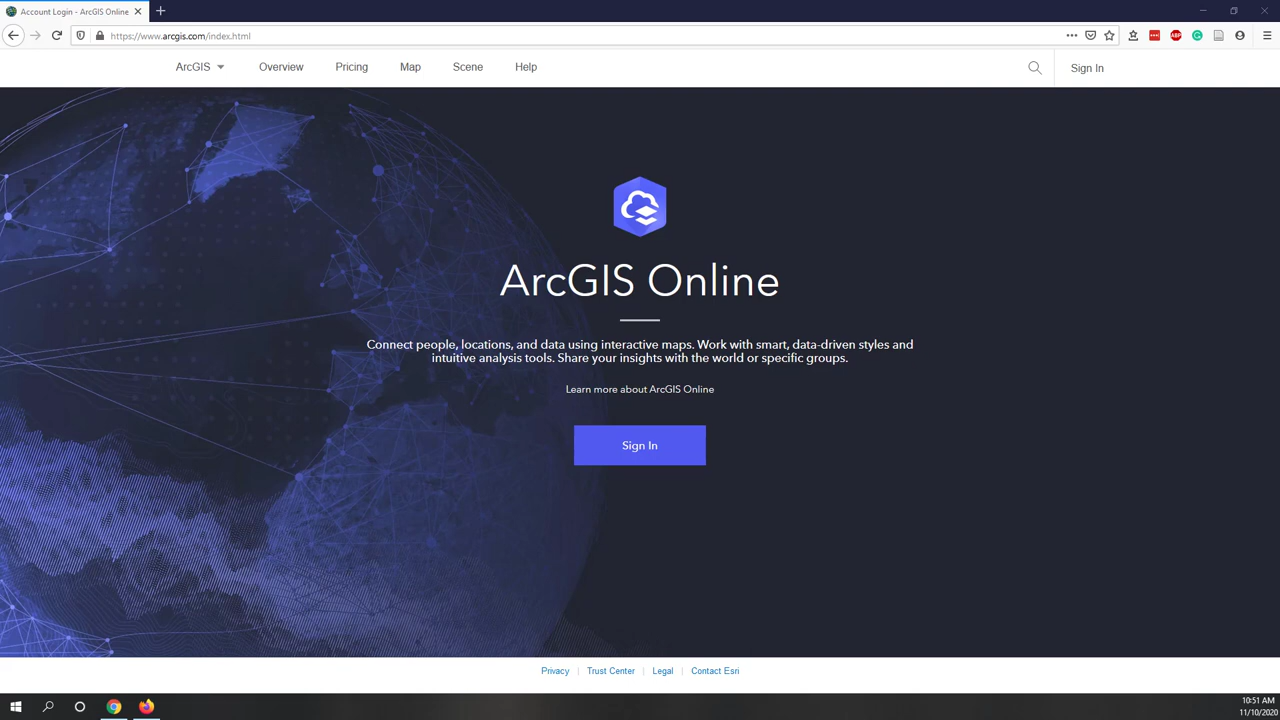 Account Login - ArcGIS Online
https://www.arcgis.com/index.html
ABP
ArcGIS
Overview
Pricing
Map
Scene
Help
Sign In
ArcGIS Online
Connect people, locations, and data using interactive maps. Work with smart, data-driven styles and
intuitive analysis tools. Share your insights with the world or specific groups.
Learn more about ArcGIS Online
Sign In
Privacy | Trust Center | Legal | Contact Esri
10:51 AM
11/10/2020